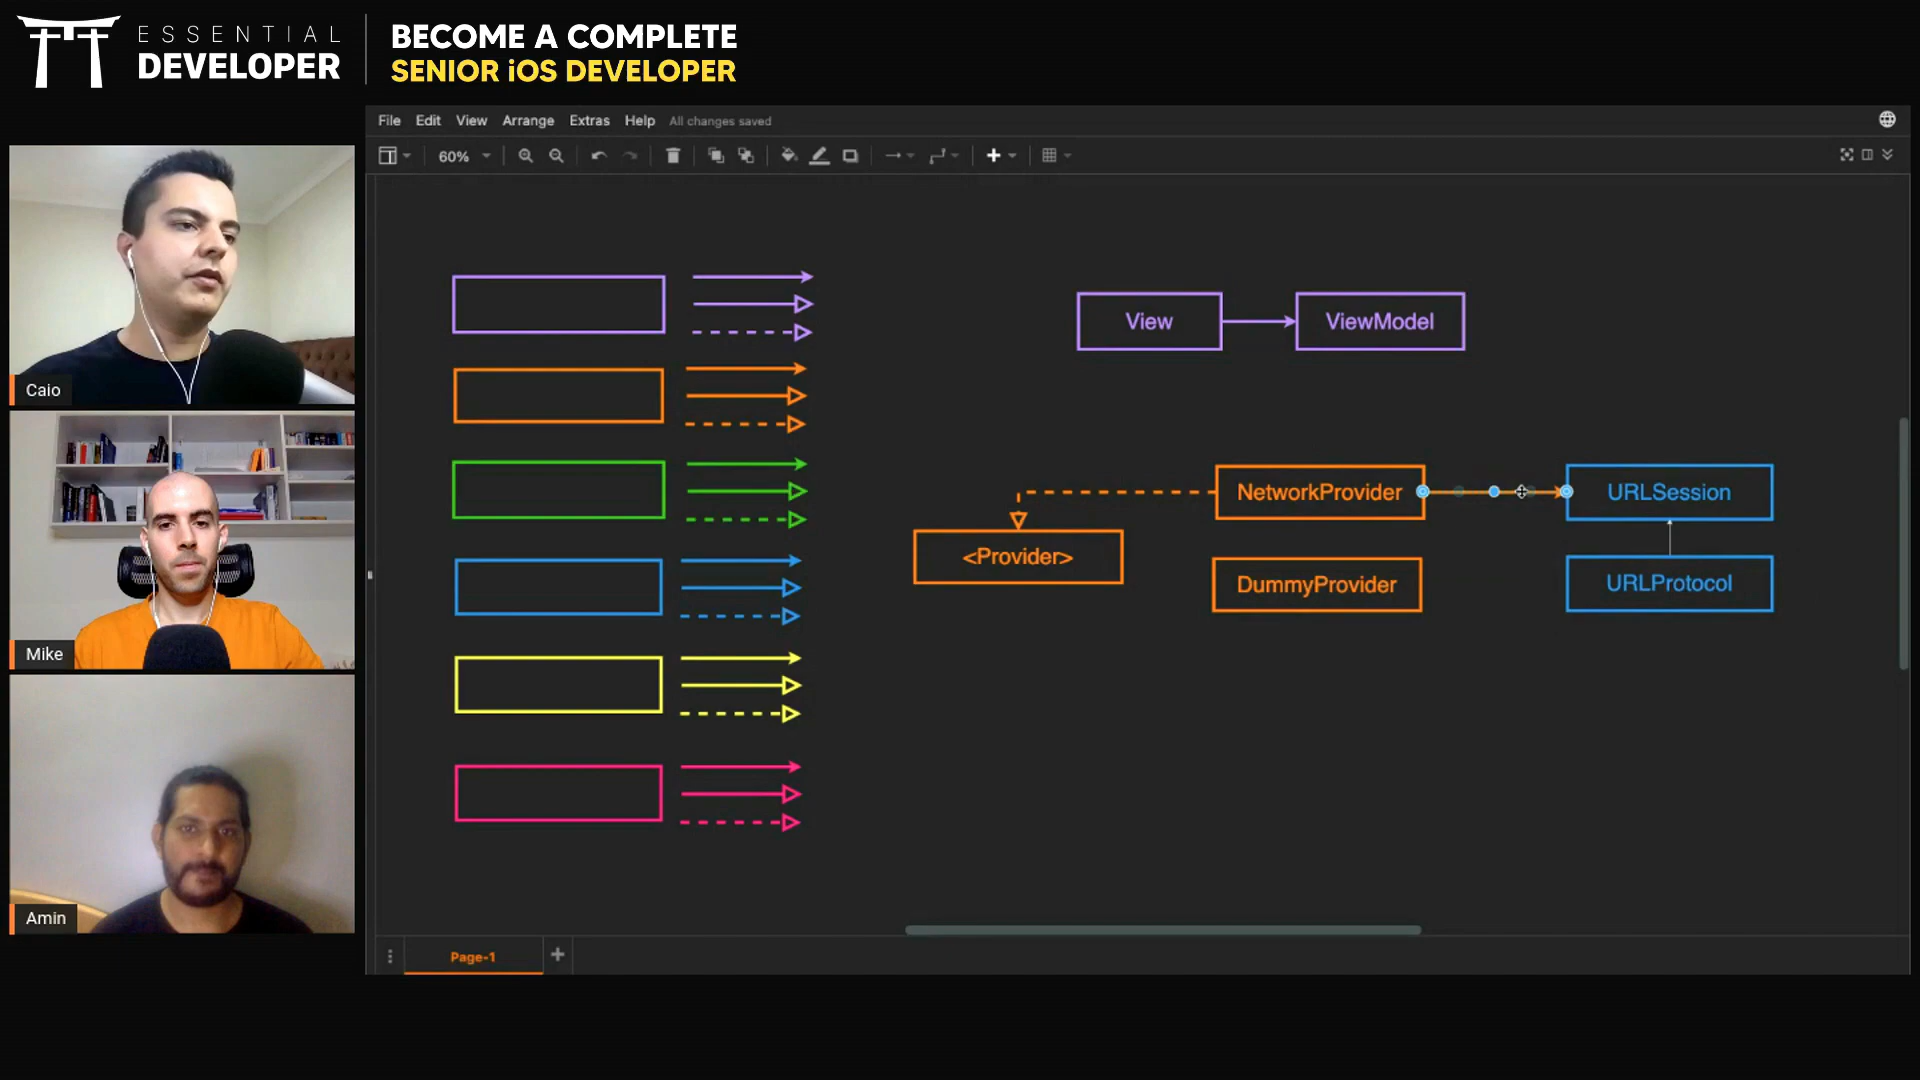 ESSENTIAL
DEVELOPER
BECOME A COMPLETE
SENIOR iOS DEVELOPER
File Edit View Arrange Extras Help All changes saved
60%
Caio
Mike
Amin
View
ViewModel
NetworkProvider
URLSession
<Provider>
DummyProvider
URLProtocol
Page-1